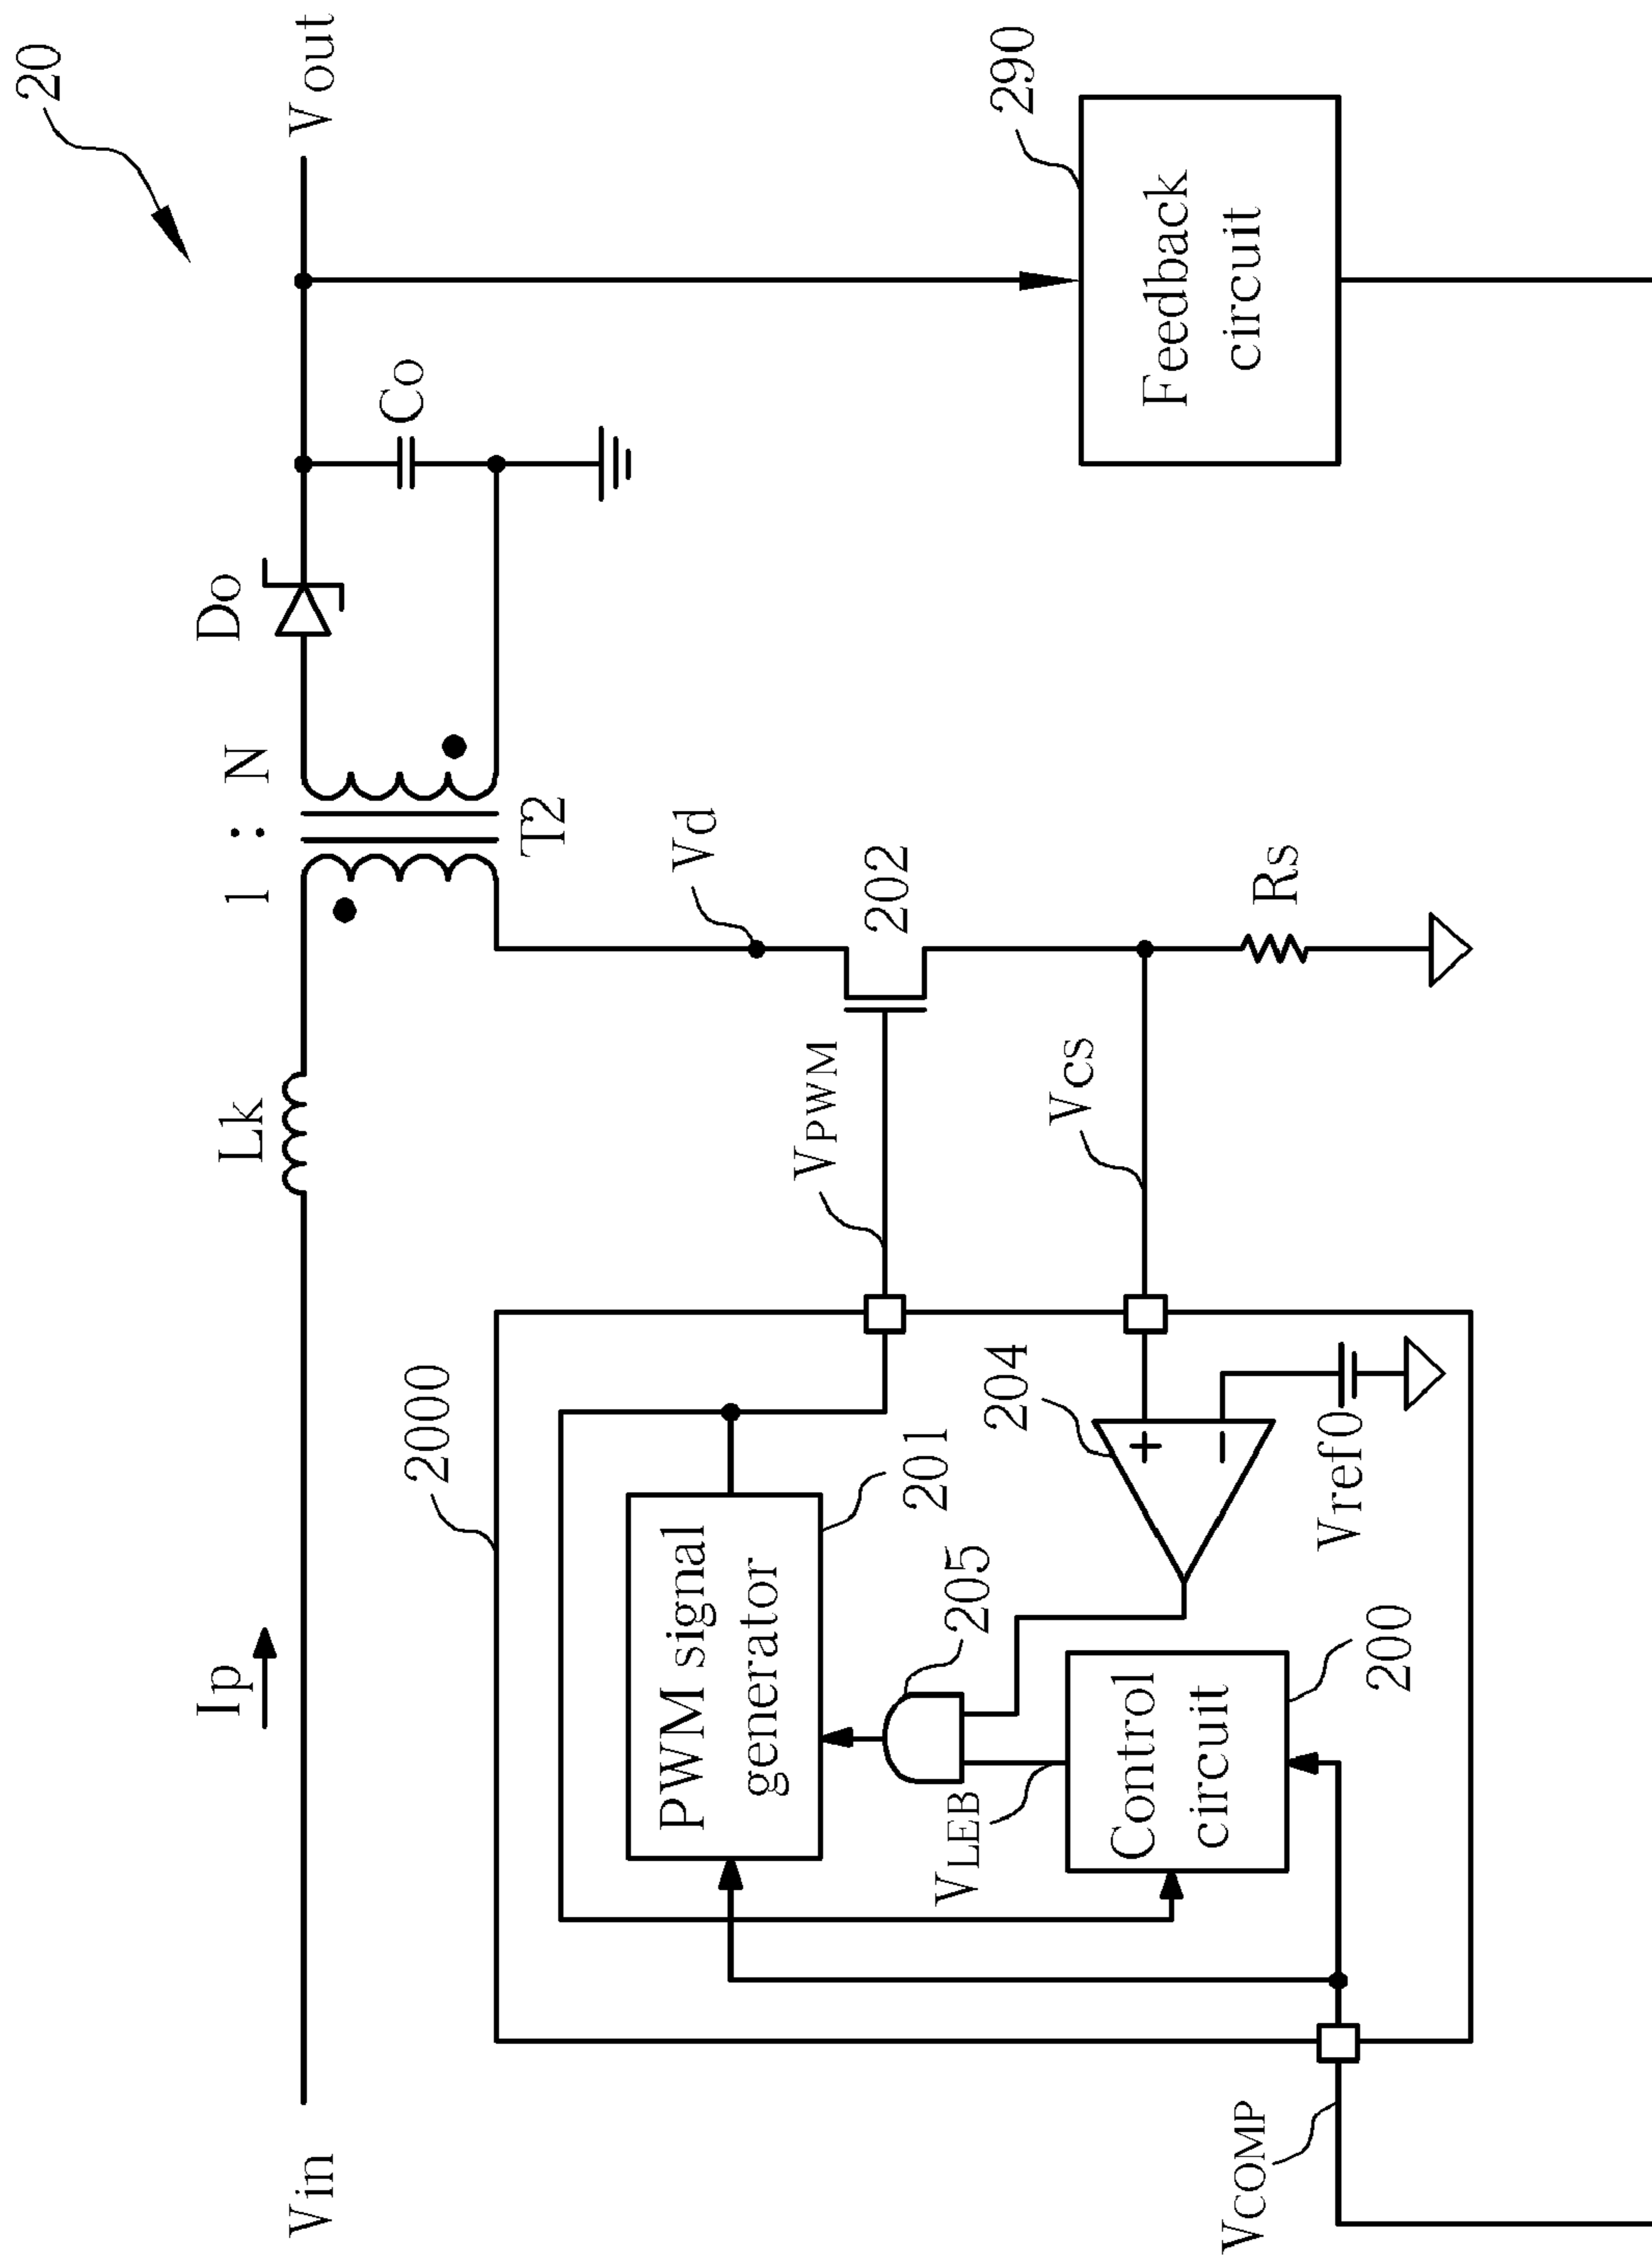 20
Vin
Ip
Lk
1 : N
Do
Co
Vout
T2
2000
PWM signal
generator
201
VPWM
Vd
202
205
VLEB
204
+
−
Vcs
Rs
Control
circuit
200
Vref0
VCOMP
290
Feedback
circuit